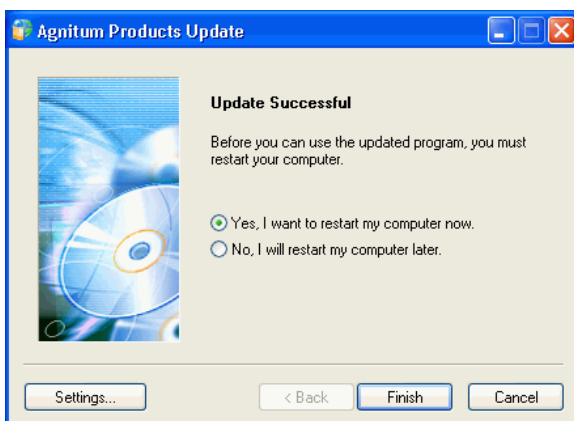 Agnitum Products Update
Update Successful
Before you can use the updated program, you must
restart your computer.
Yes, I want to restart my computer now.
No, I will restart my computer later.
Settings...
< Back
Finish
Cancel